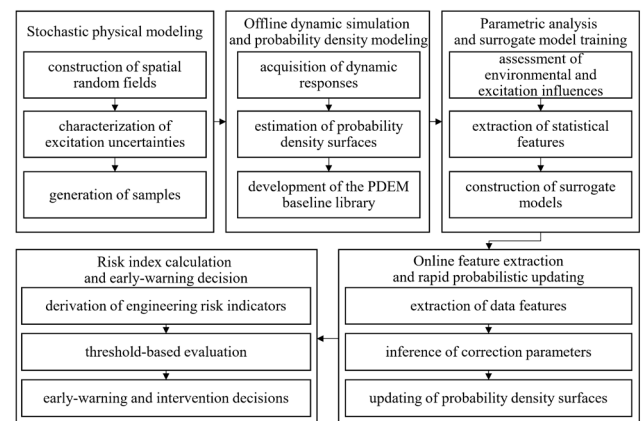 Stochastic physical modeling
construction of spatial
random fields
characterization of
excitation uncertainties
generation of samples
Offline dynamic simulation
and probability density modeling
acquisition of dynamic
responses
estimation of probability
density surfaces
development of the PDEM
baseline library
Parametric analysis
and surrogate model training
assessment of
environmental and
excitation influences
extraction of statistical
features
construction of surrogate
models
Online feature extraction
and rapid probabilistic updating
extraction of data features
inference of correction parameters
updating of probability density surfaces
Risk index calculation
and early-warning decision
derivation of engineering risk indicators
threshold-based evaluation
early-warning and intervention decisions